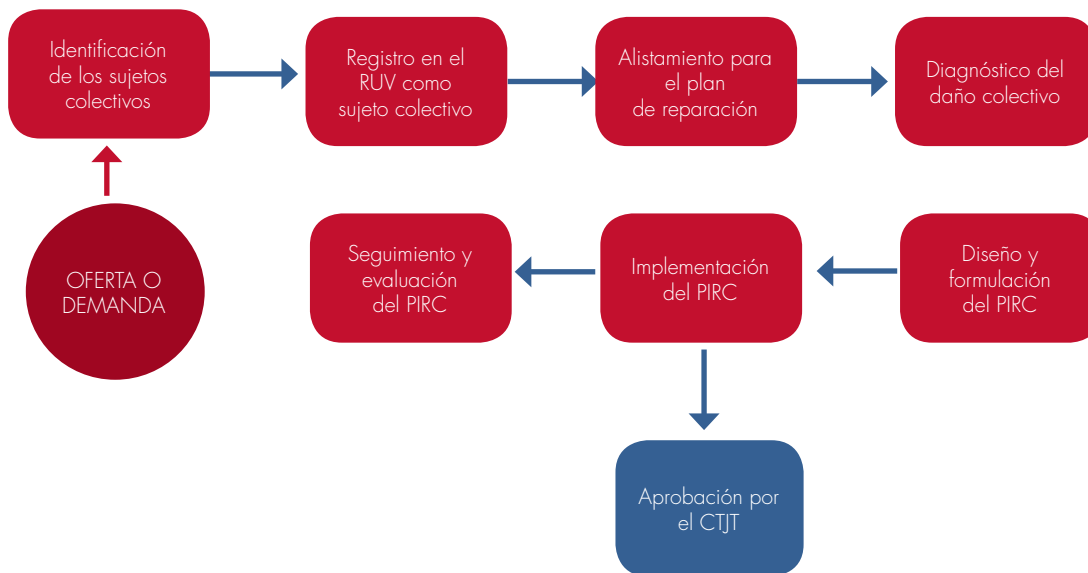 Identificación
de los sujetos
colectivos
Registro en el
RUV como
sujeto colectivo
Alistamiento para
el plan
de reparación
Diagnóstico del
daño colectivo
OFERTA O
DEMANDA
Seguimiento y
evaluación
del PIRC
Implementación
del PIRC
Diseño y
formulación
del PIRC
Aprobación por
el CTJT